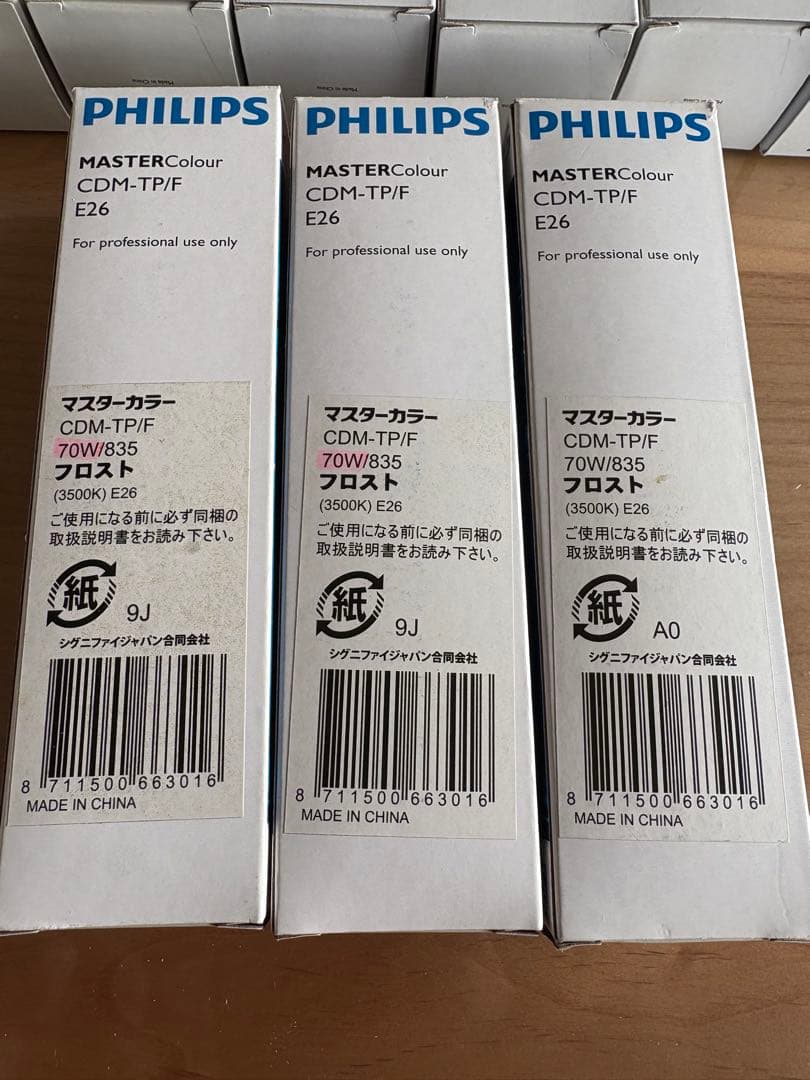 Made in China
Made in China
PHILIPS
MASTERColour
CDM-TP/F
E26
For professional use only
マスターカラー
CDM-TP/F
70W/835
フロスト
(3500K) E26
ご使用になる前に必ず同梱の
取扱説明書をお読み下さい。
紙
9J
シグニファイジャパン合同会社
8 711500 663016
MADE IN CHINA
PHILIPS
MASTERColour
CDM-TP/F
E26
For professional use only
マスターカラー
CDM-TP/F
70W/835
フロスト
(3500K) E26
ご使用になる前に必ず同梱の
取扱説明書をお読み下さい。
紙
9J
シグニファイジャパン合同会社
8 711500 663016
MADE IN CHINA
PHILIPS
MASTERColour
CDM-TP/F
E26
For professional use only
マスターカラー
CDM-TP/F
70W/835
フロスト
(3500K) E26
ご使用になる前に必ず同梱の
取扱説明書をお読み下さい。
紙
A0
シグニファイジャパン合同会社
8 711500 663016
MADE IN CHINA